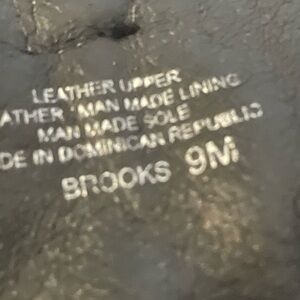 LEATHER UPPER
ATHER MAN MADE LINING
MAN MADE SOLE
DE IN DOMINICAN REPUBLIC
BROOKS 9M